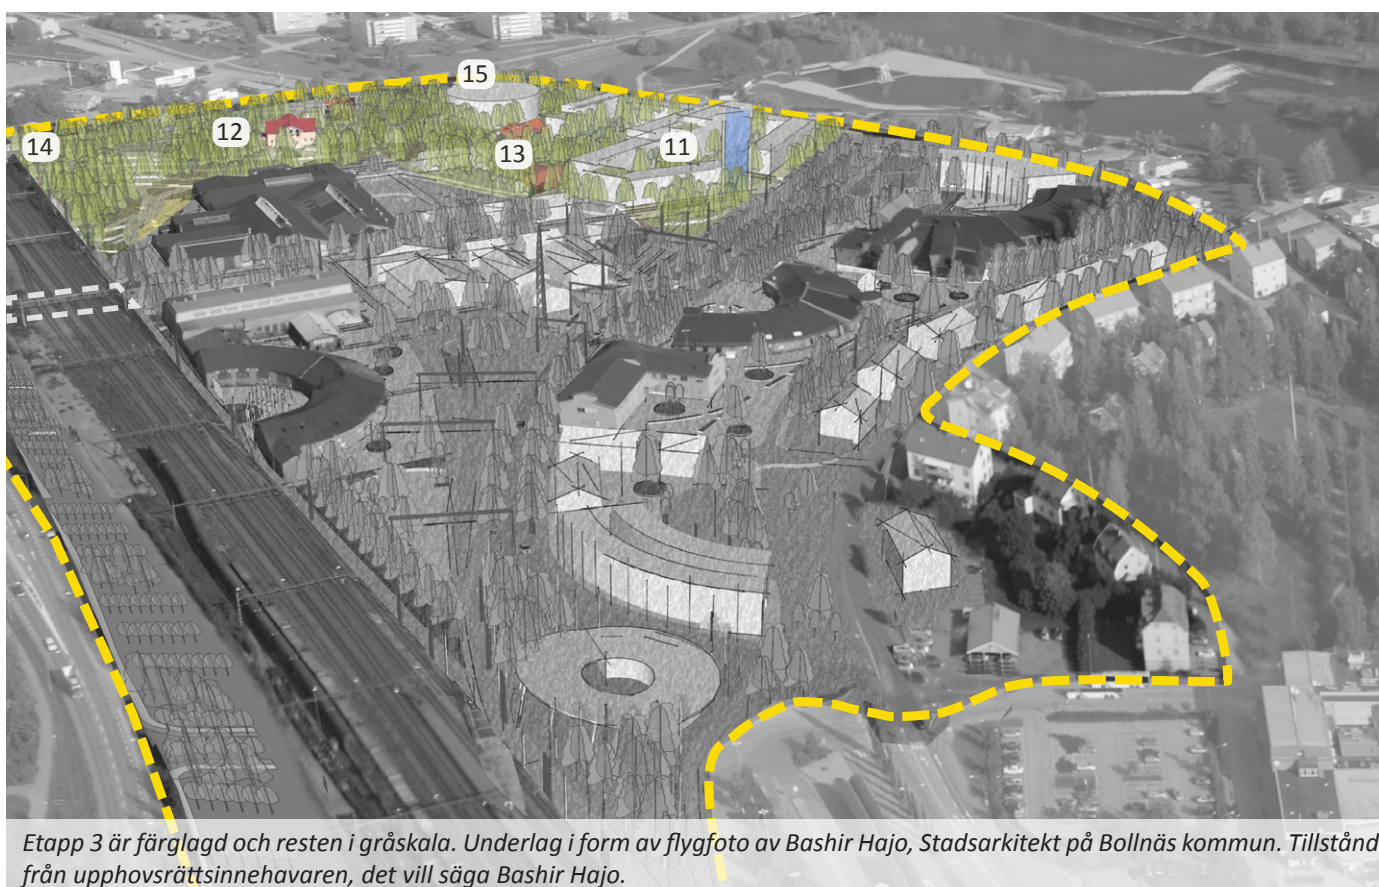 15
12
14
13
11
Etapp 3 är färglagd och resten i gråskala. Underlag i form av flygfoto av Bashir Hajo, Stadsarkitekt på Bollnäs kommun. Tillstånd
från upphovsrättsinnehavaren, det vill säga Bashir Hajo.